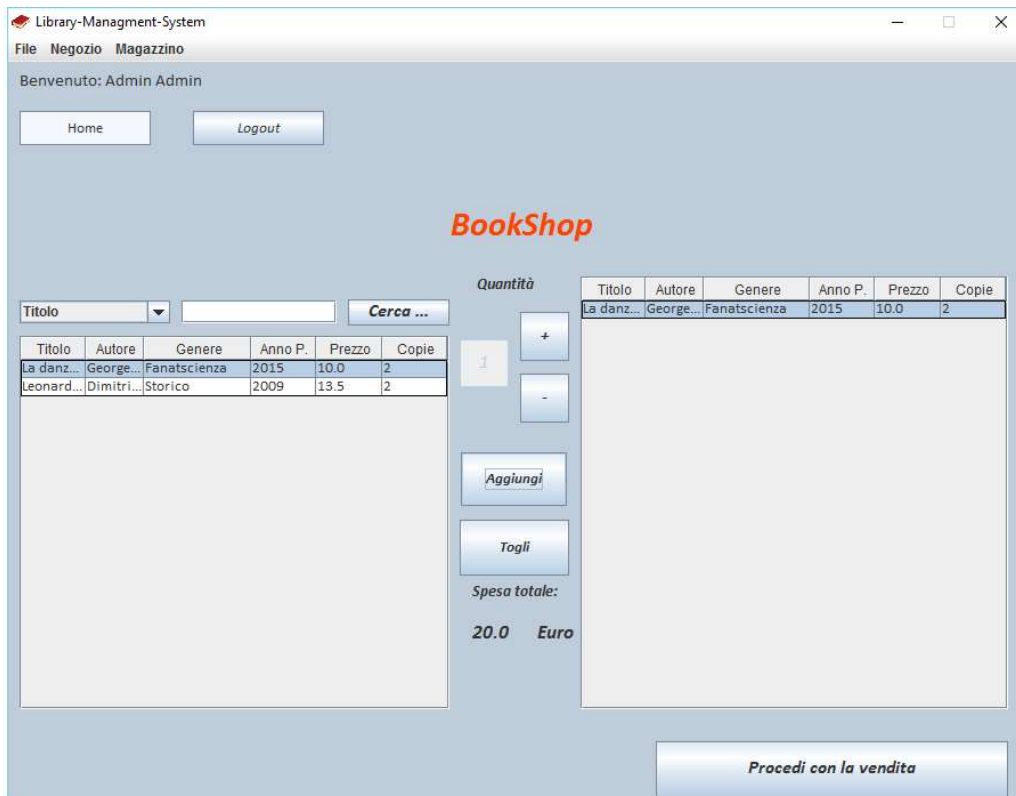 Library-Managment-System
File Negozio Magazzino
Benvenuto: Admin Admin
Home Logout
BookShop
Titolo Cerca ...
Titolo Autore Genere Anno P. Prezzo Copie
La danz... George... Fanatscienza 2015 10.0 2
Leonard... Dimitri... Storico 2009 13.5 2
Quantità
1
+
-
Aggiungi
Togli
Spesa totale:
20.0 Euro
Titolo Autore Genere Anno P. Prezzo Copie
La danz... George... Fanatscienza 2015 10.0 2
Procedi con la vendita